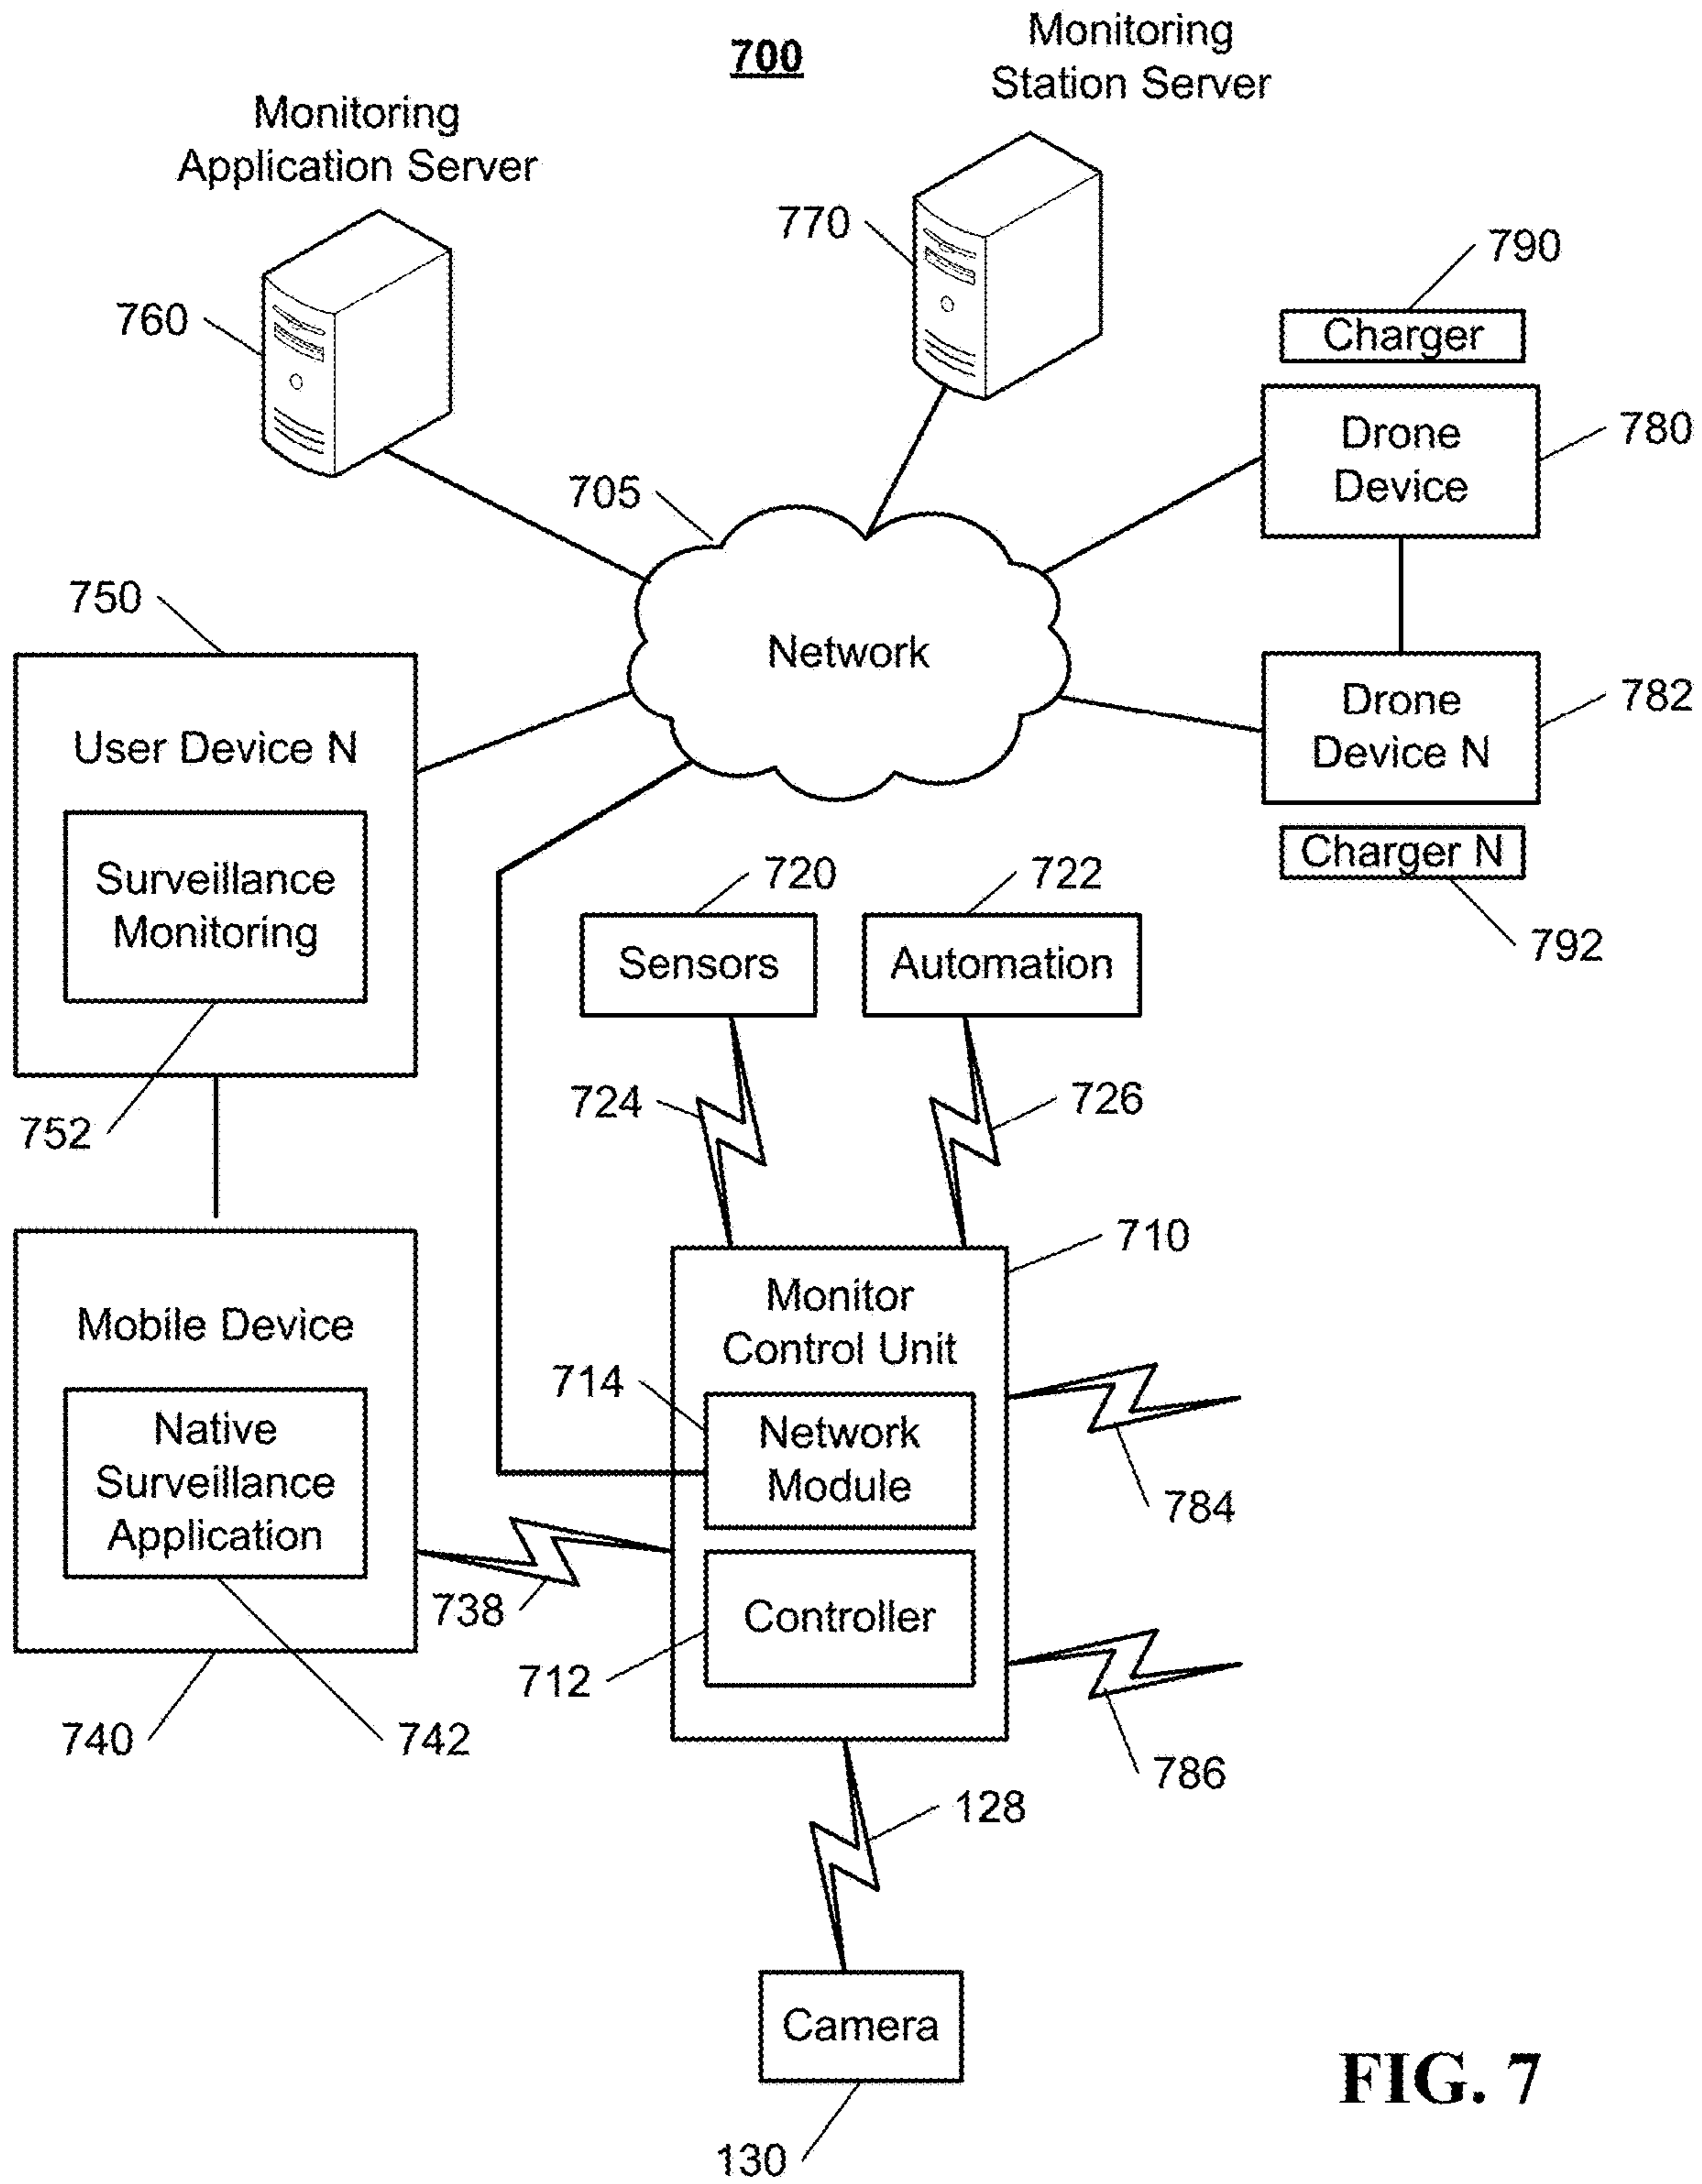 700
Monitoring
Station Server
Monitoring
Application Server
770
790
760
Charger
Drone
Device
780
705
750
Network
Drone
Device N
782
User Device N
Charger N
Surveillance
Monitoring
720
722
792
Sensors
Automation
724
726
752
710
Monitor
Control Unit
Mobile Device
714
Network
Module
Native
Surveillance
Application
784
738
Controller
712
740
742
786
128
Camera
130
FIG. 7